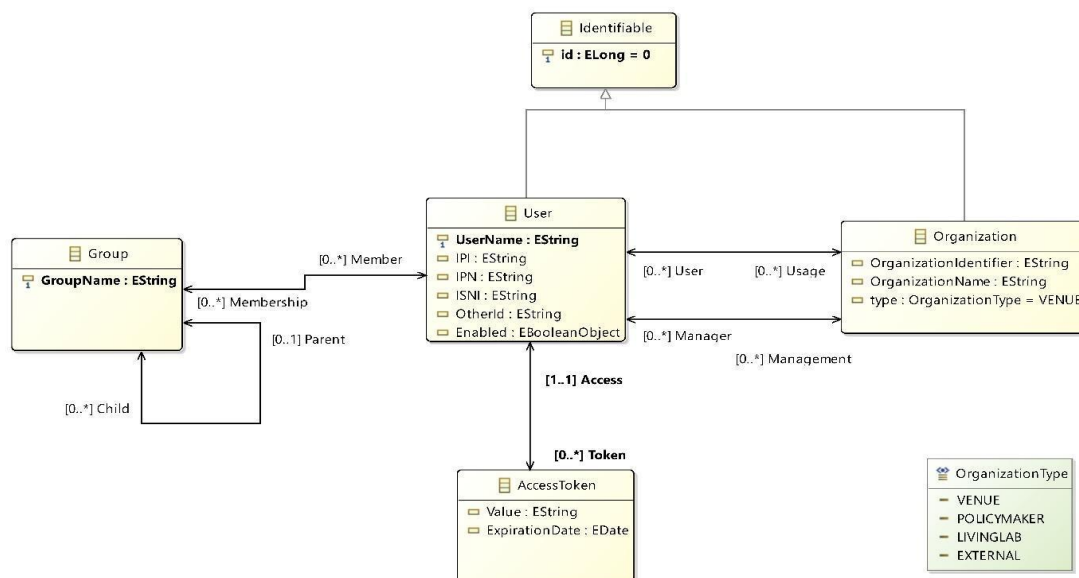 Identifiable
id : ELong = 0
User
UserName : EString
IPI : EString
IPN : EString
ISNI : EString
OtherId : EString
Enabled : EBooleanObject
Organization
OrganizationIdentifier : EString
OrganizationName : EString
type : OrganizationType = VENUE
Group
GroupName : EString
[0..*] Member
[0..*] Membership
[0..1] Parent
[0..*] Child
[0..*] User
[0..*] Usage
[0..*] Manager
[0..*] Management
[1..1] Access
[0..*] Token
AccessToken
Value : EString
ExpirationDate : EDate
OrganizationType
VENUE
POLICYMAKER
LIVINGLAB
EXTERNAL